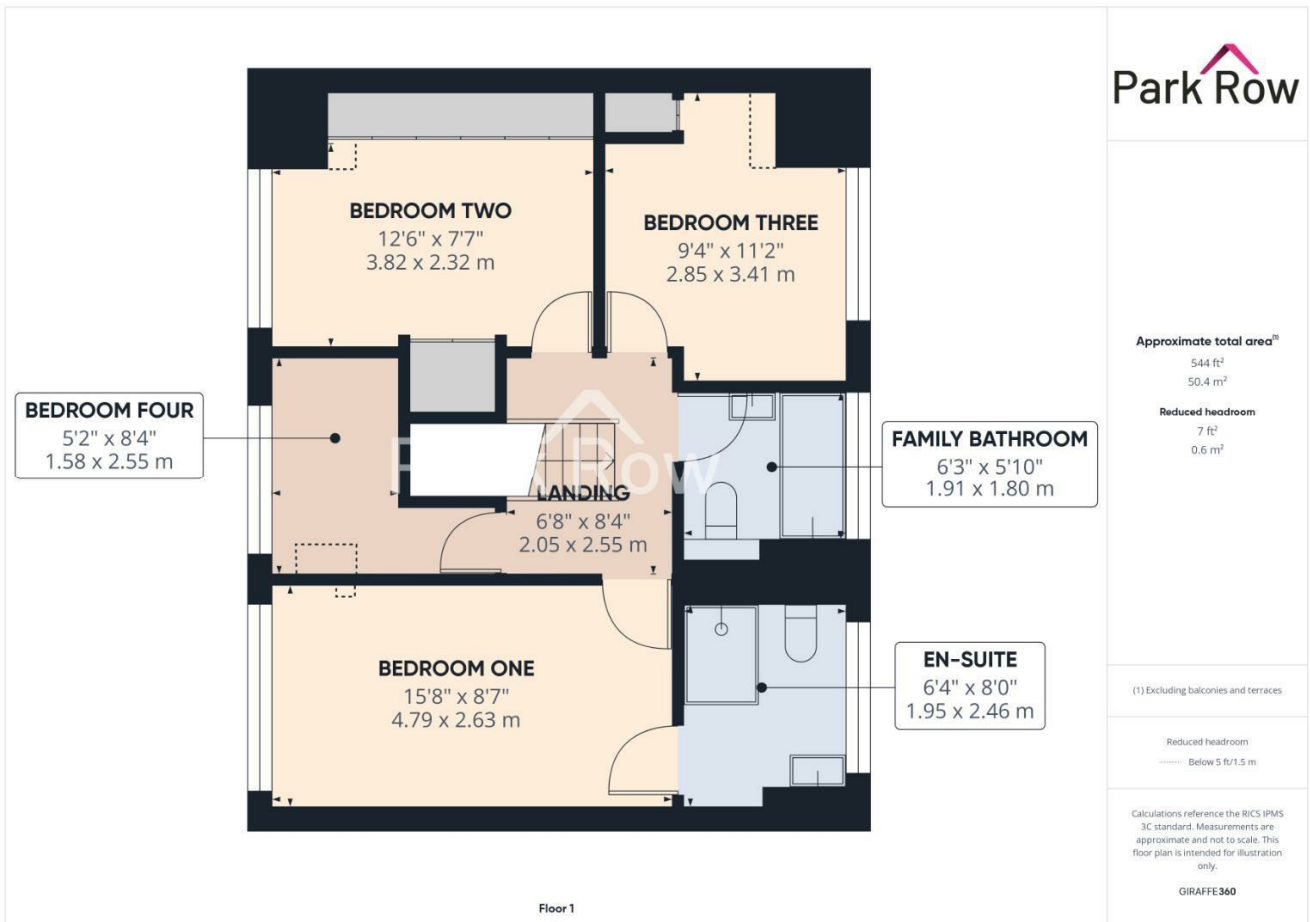 BEDROOM TWO
12'6" x 7'7"
3.82 x 2.32 m
BEDROOM THREE
9'4" x 11'2"
2.85 x 3.41 m
BEDROOM FOUR
5'2" x 8'4"
1.58 x 2.55 m
LANDING
6'8" x 8'4"
2.05 x 2.55 m
FAMILY BATHROOM
6'3" x 5'10"
1.91 x 1.80 m
BEDROOM ONE
15'8" x 8'7"
4.79 x 2.63 m
EN-SUITE
6'4" x 8'0"
1.95 x 2.46 m
Floor 1
Park Row
Approximate total area⁽¹⁾
544 ft²
50.4 m²
Reduced headroom
7 ft²
0.6 m²
(1) Excluding balconies and terraces
Reduced headroom
Below 5 ft/1.5 m
Calculations reference the RICS IPMS
3C standard. Measurements are
approximate and not to scale. This
floor plan is intended for illustration
only.
GIRAFFE360